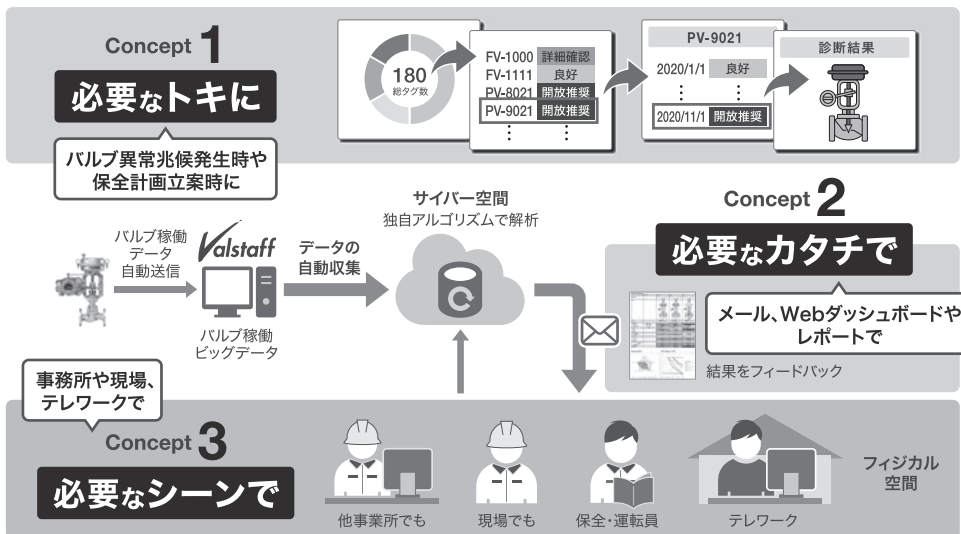 Concept 1
必要なトキに
バルブ異常兆候発生時や
保全計画立案時に
180
総タグ数
FV-1000 詳細確認
FV-1111 良好
PV-8021 開放推奨
PV-9021 開放推奨
PV-9021
2020/1/1 良好
2020/11/1 開放推奨
診断結果
Concept 2
必要なカタチで
メール、Webダッシュボードや
レポートで
結果をフィードバック
バルブ稼働
データ
自動送信
Valstaff
バルブ稼働
ビッグデータ
データの
自動収集
サイバー空間
独自アルゴリズムで解析
事務所や現場、
テレワークで
Concept 3
必要なシーンで
他事業所でも
現場でも
保全・運転員
テレワーク
フィジカル
空間